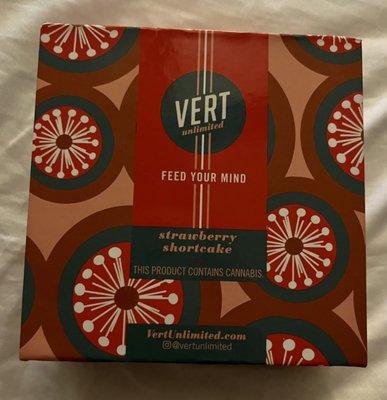 VERT
unlimited
FEED YOUR MIND
strawberry
shortcake
THIS PRODUCT CONTAINS CANNABIS.
VertUnlimited.com
@vertunlimited